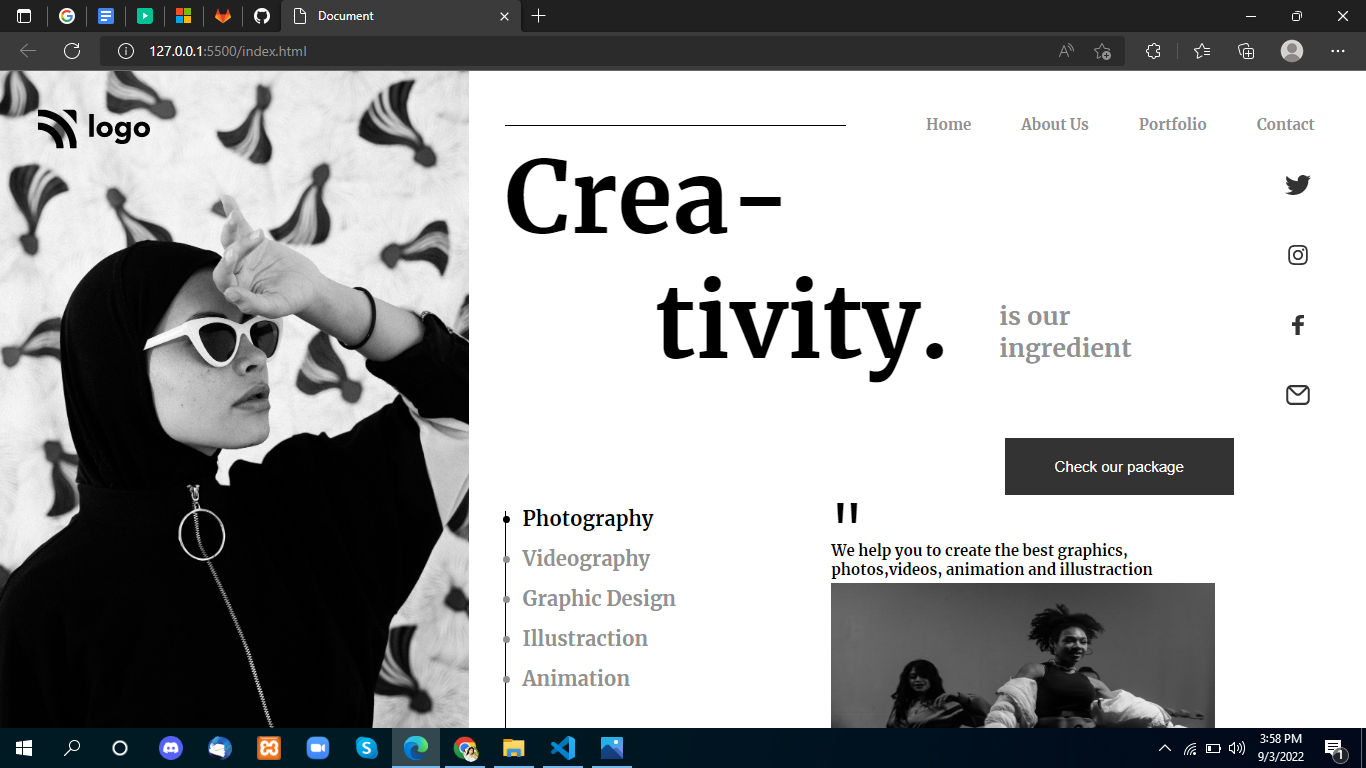 Document
127.0.0.1:5500/index.html
logo
Home About Us Portfolio Contact
Crea-
tivity.
is our
ingredient
Check our package
Photography
Videography
Graphic Design
Illustraction
Animation
"
We help you to create the best graphics,
photos,videos, animation and illustraction
3:58 PM
9/3/2022
1